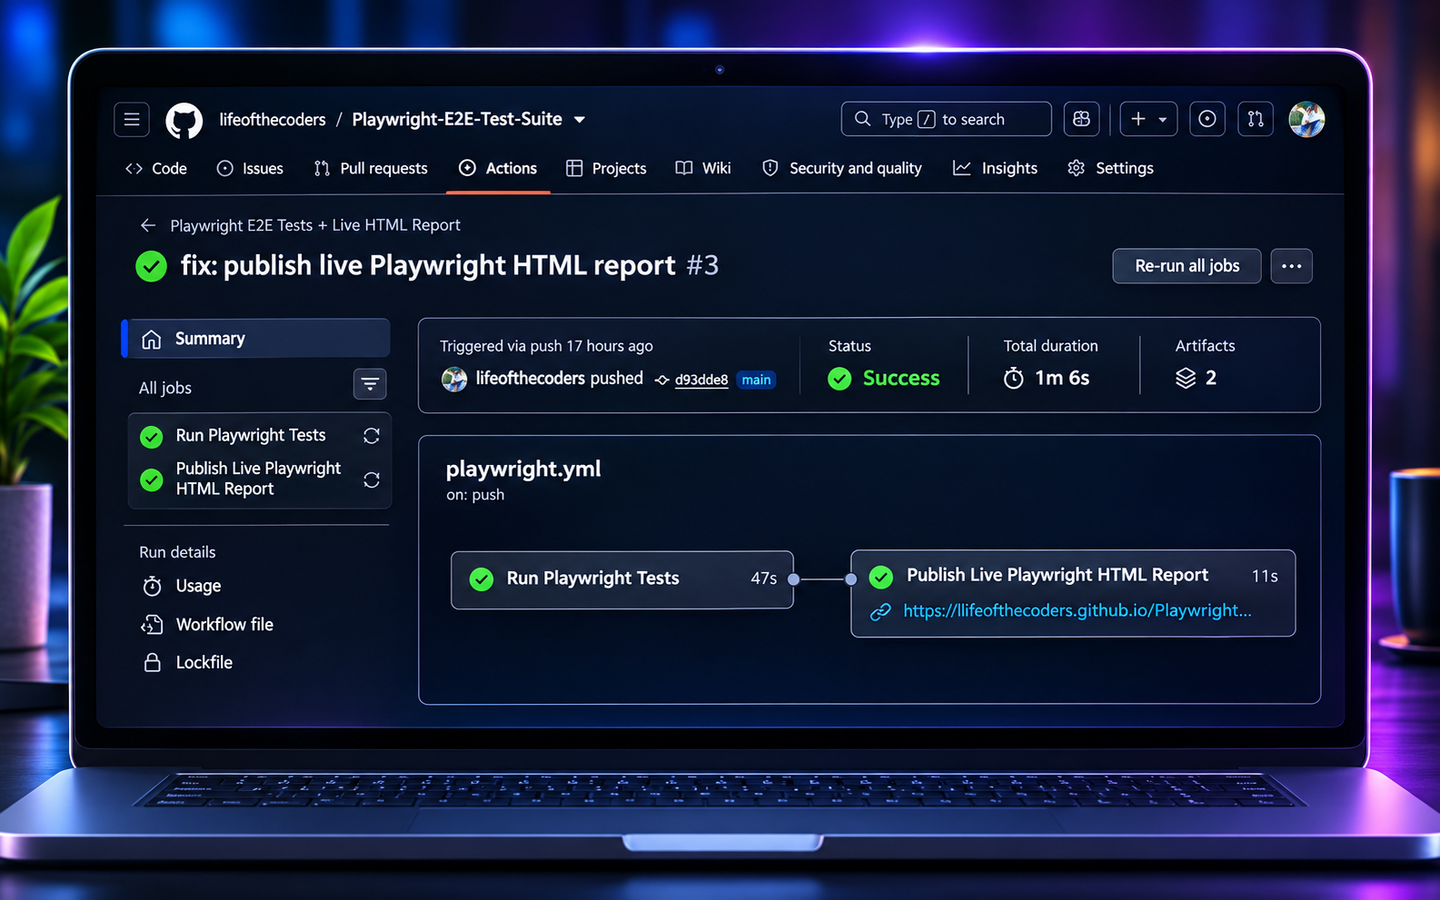 lifeofthecoders / Playwright-E2E-Test-Suite
Type / to search
Code
Issues
Pull requests
Actions
Projects
Wiki
Security and quality
Insights
Settings
Playwright E2E Tests + Live HTML Report
fix: publish live Playwright HTML report #3
Re-run all jobs
Summary
All jobs
Run Playwright Tests
Publish Live Playwright
HTML Report
Run details
Usage
Workflow file
Lockfile
Triggered via push 17 hours ago
lifeofthecoders pushed d93dde8 main
Status
Success
Total duration
1m 6s
Artifacts
2
playwright.yml
on: push
Run Playwright Tests 47s
Publish Live Playwright HTML Report 11s
https://llifeofthecoders.github.io/Playwright...